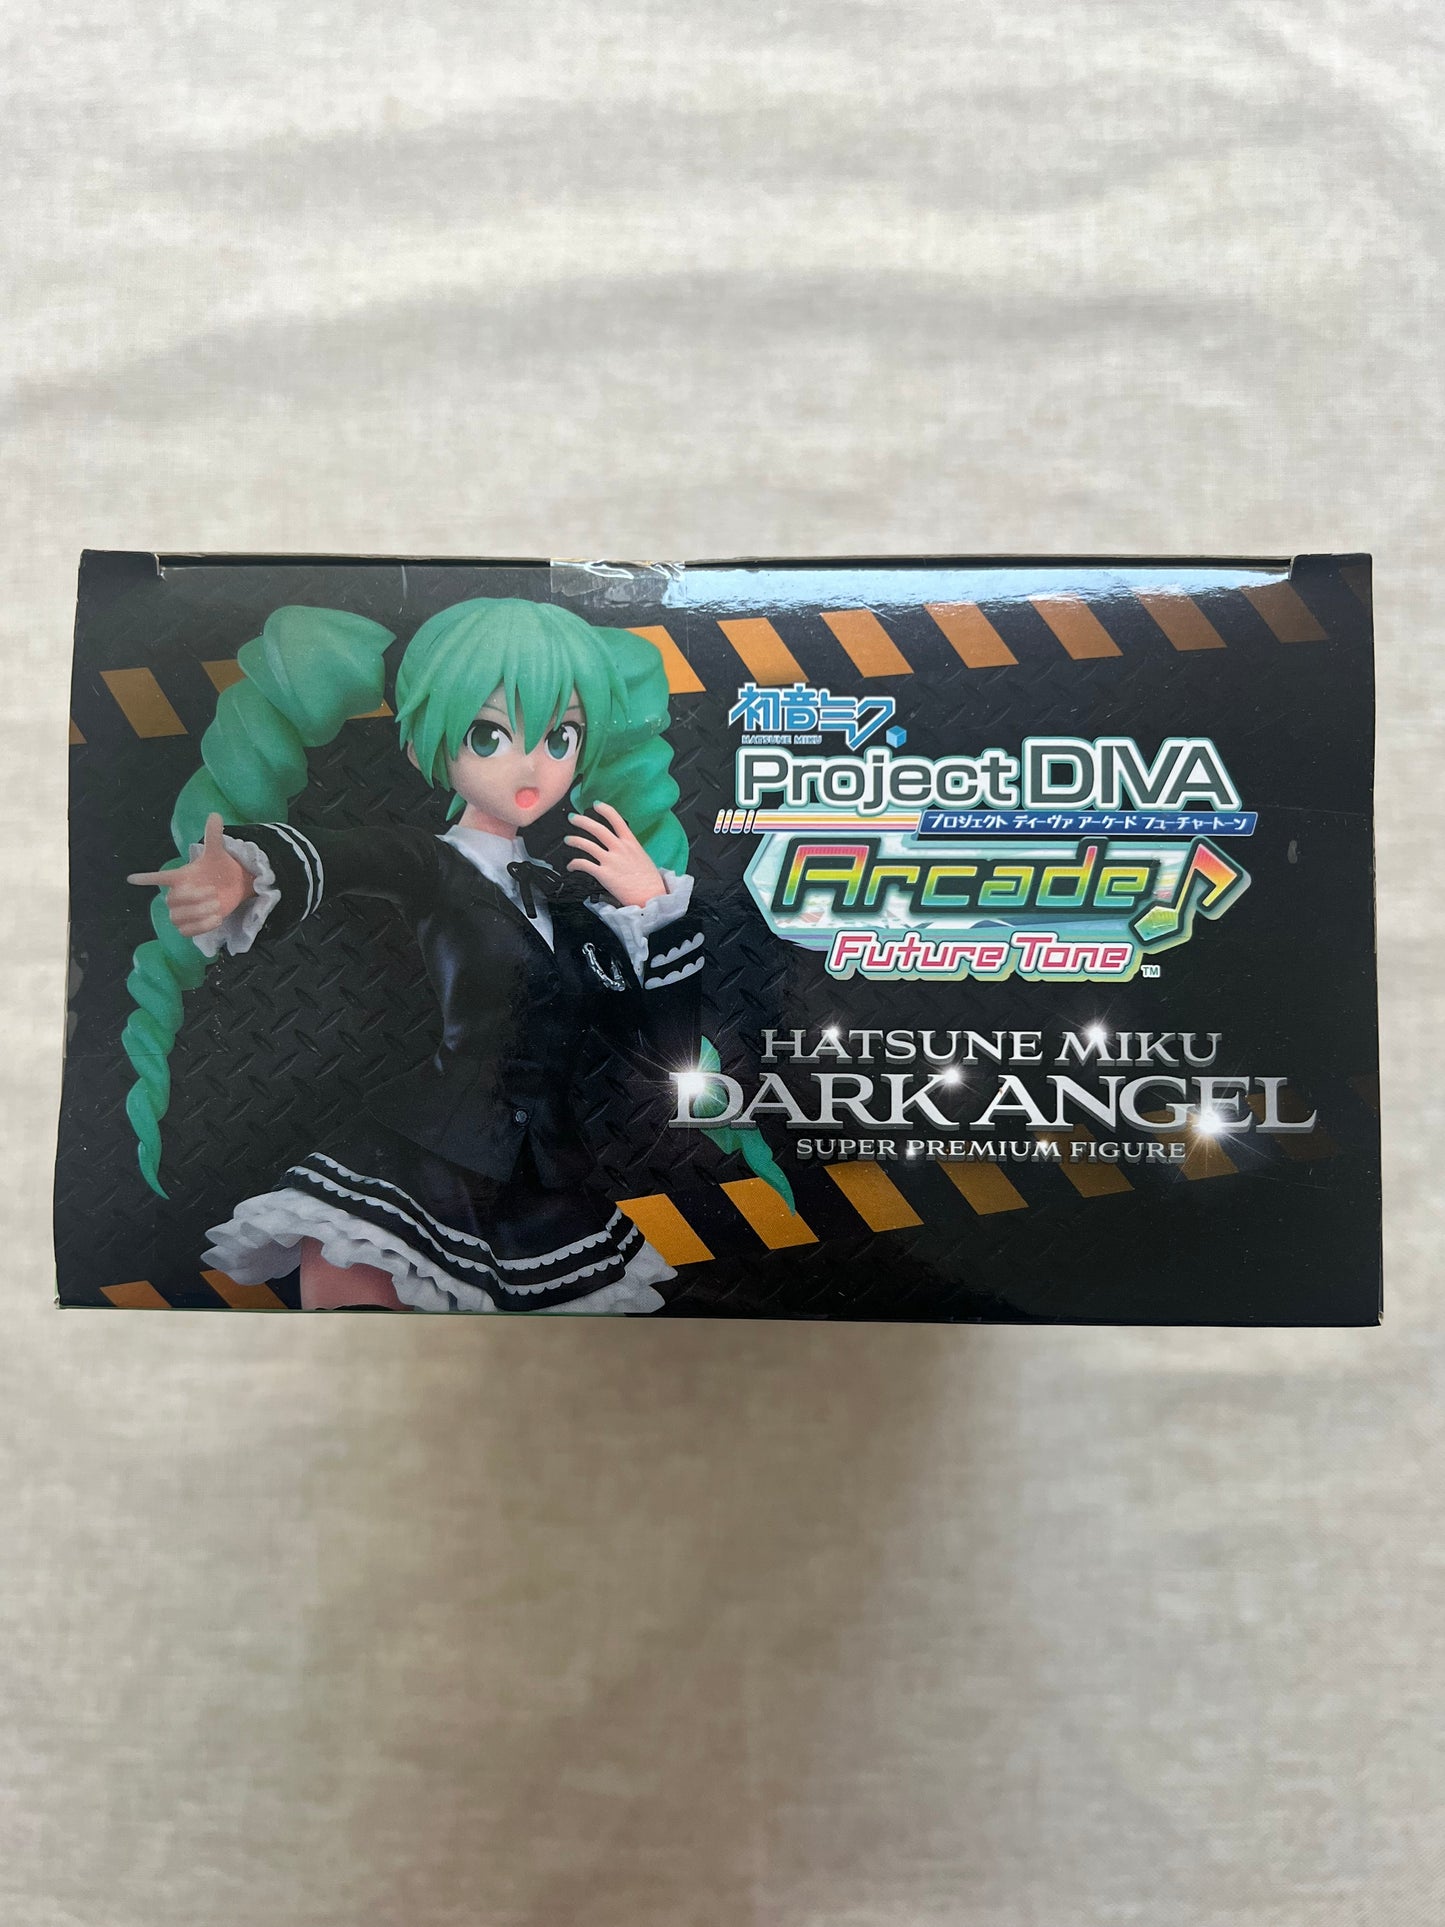 初音ミク
HATSUNE MIKU
Project DIVA
プロジェクト ディーヴァ アーケード フューチャートーン
Arcade
Future Tone ™
HATSUNE MIKU
DARK ANGEL
SUPER PREMIUM FIGURE